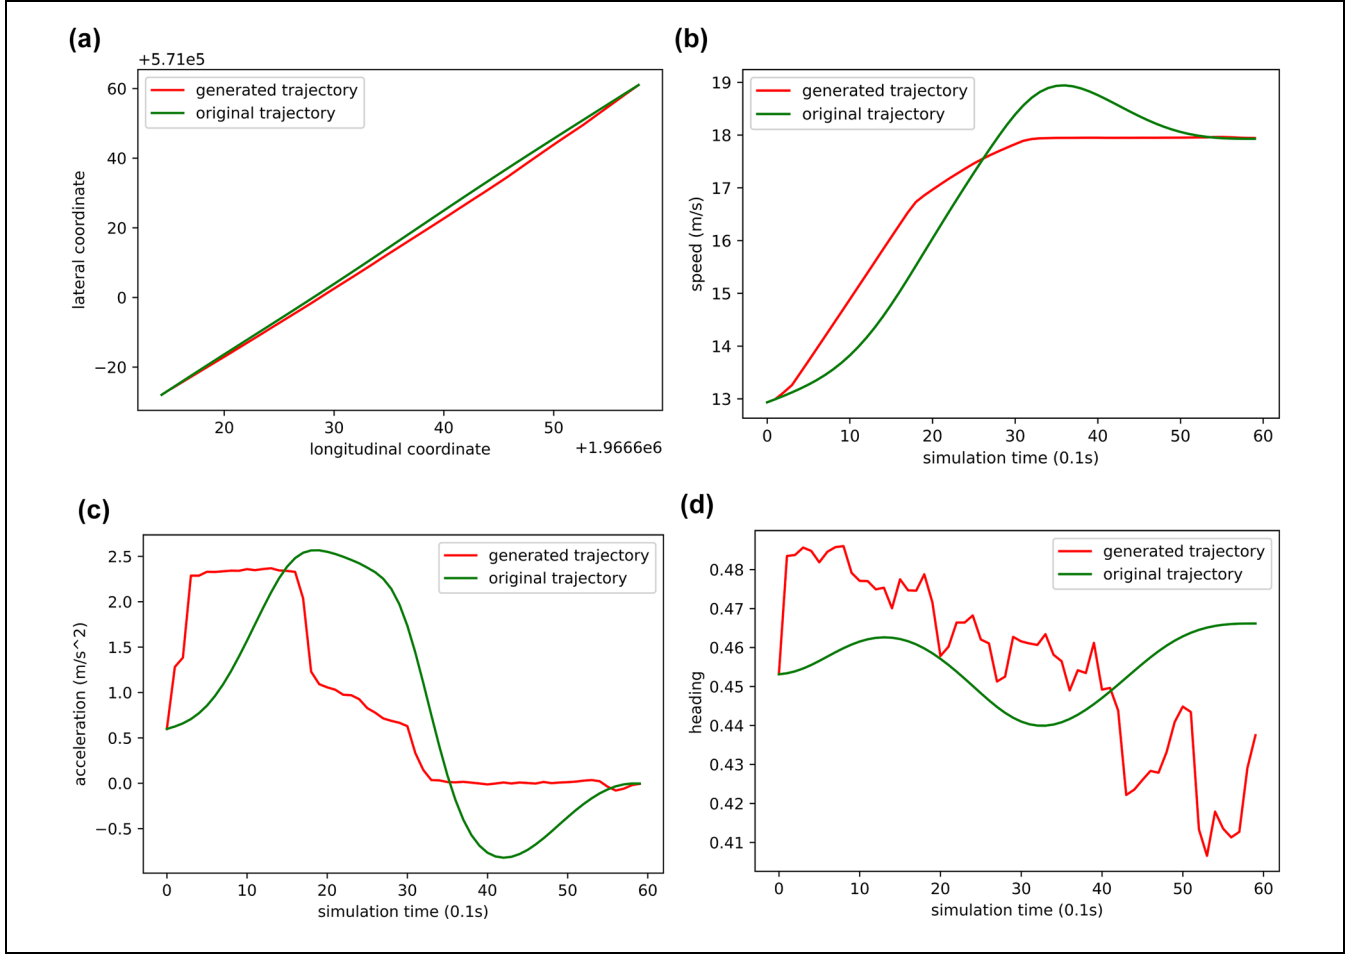 (a)
+5.71e5
generated trajectory
original trajectory
60
40
20
0
−20
lateral coordinate
20 30 40 50
longitudinal coordinate
+1.9666e6
(b)
generated trajectory
original trajectory
19
18
17
16
15
14
13
speed (m/s)
0 10 20 30 40 50 60
simulation time (0.1s)
(c)
generated trajectory
original trajectory
2.5
2.0
1.5
1.0
0.5
0.0
−0.5
acceleration (m/s^2)
0 10 20 30 40 50 60
simulation time (0.1s)
(d)
generated trajectory
original trajectory
0.48
0.47
0.46
0.45
0.44
0.43
0.42
0.41
heading
0 10 20 30 40 50 60
simulation time (0.1s)